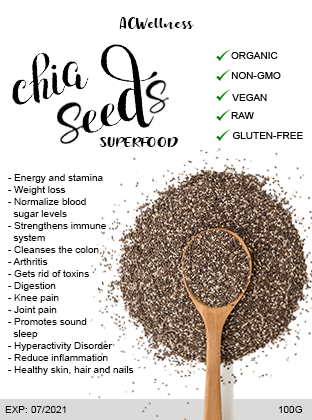 ACWellness
chia
seeds
SUPERFOOD
ORGANIC
NON-GMO
VEGAN
RAW
GLUTEN-FREE
- Energy and stamina
- Weight loss
- Normalize blood
sugar levels
- Strengthens immune
system
- Cleanses the colon
- Arthritis
- Gets rid of toxins
- Digestion
- Knee pain
- Joint pain
- Promotes sound
sleep
- Hyperactivity Disorder
- Reduce inflammation
- Healthy skin, hair and nails
EXP: 07/2021
100G